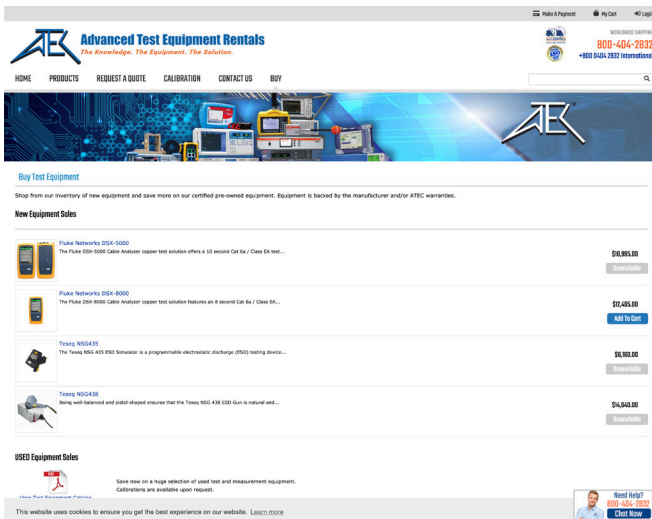 Make A Payment
My Cart
Login
ATEC
Advanced Test Equipment Rentals
The Knowledge. The Equipment. The Solution.
WORLDWIDE SHIPPING
800-404-2832
+800 0404 2832 International
HOME PRODUCTS REQUEST A QUOTE CALIBRATION CONTACT US BUY
ATEC
Buy Test Equipment
Shop from our inventory of new equipment and save more on our certified pre-owned equipment. Equipment is backed by the manufacturer and/or ATEC warranties.
New Equipment Sales
Fluke Networks DSX-5000
The Fluke DSX-5000 Cable Analyzer copper test solution offers a 10 second Cat 6a / Class EA test...
$10,995.00
Unavailable
Fluke Networks DSX-8000
The Fluke DSX-8000 Cable Analyzer copper test solution features an 8 second Cat 6a / Class EA...
$12,495.00
Add To Cart
Teseq NSG435
The Teseq NSG 435 ESD Simulator is a programmable electrostatic discharge (ESD) testing device...
$8,160.00
Unavailable
Teseq NSG438
Being well-balanced and pistol-shaped ensures that the Teseq NSG 438 ESD Gun is natural and...
$14,640.00
Unavailable
USED Equipment Sales
PDF
Save now on a huge selection of used test and measurement equipment.
Calibrations are available upon request.
View Test Equipment Catalog
This website uses cookies to ensure you get the best experience on our website. Learn more
Need Help?
800-404-2832
Chat Now